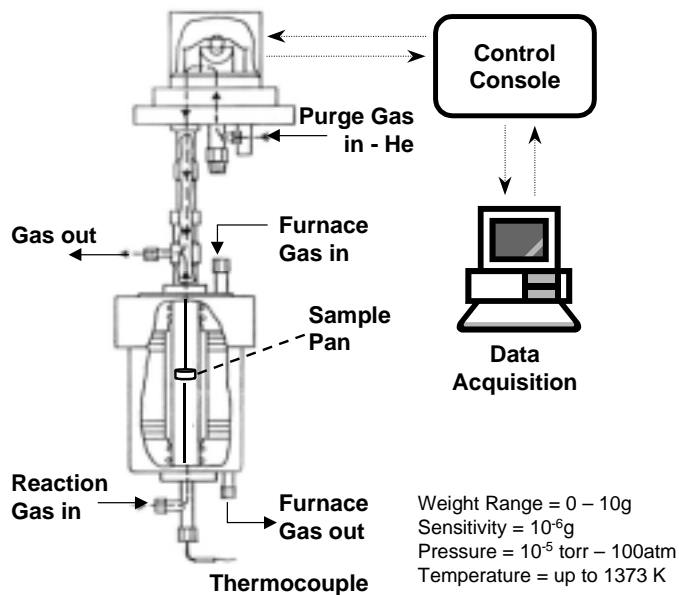 Control
Console
Purge Gas
in - He
Gas out
Furnace
Gas in
Sample
Pan
Data
Acquisition
Reaction
Gas in
Furnace
Gas out
Thermocouple
Weight Range = 0 – 10g
Sensitivity = 10⁻⁶g
Pressure = 10⁻⁵ torr – 100atm
Temperature = up to 1373 K